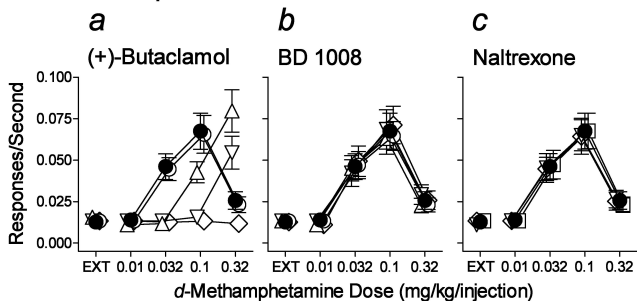 a b c
(+)-Butaclamol BD 1008 Naltrexone
0.100
0.075
0.050
0.025
0.000
Responses/Second
EXT 0.01 0.032 0.1 0.32 EXT 0.01 0.032 0.1 0.32 EXT 0.01 0.032 0.1 0.32
d-Methamphetamine Dose (mg/kg/injection)